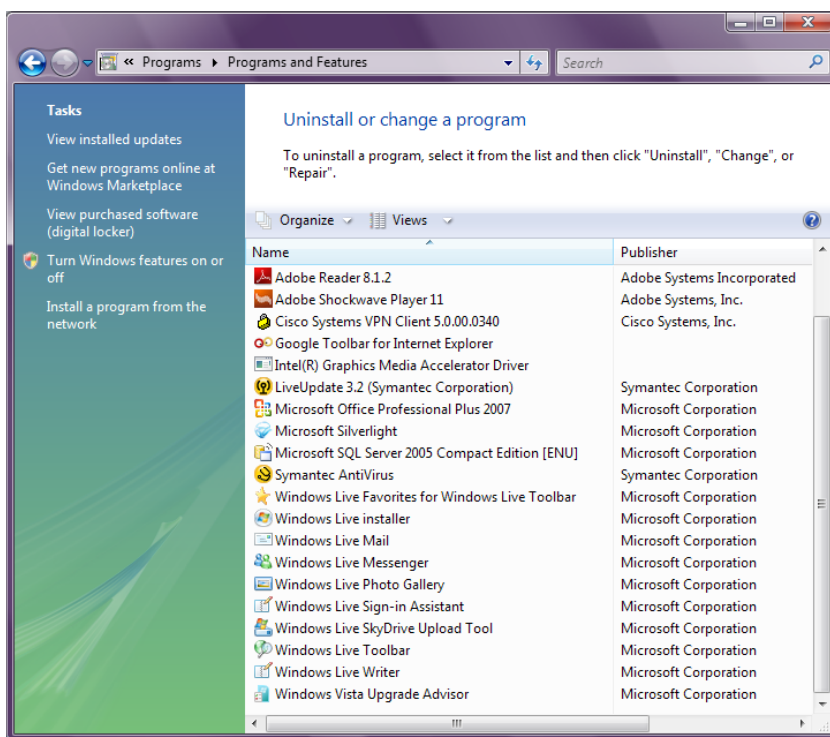 « Programs ▸ Programs and Features
Search
Tasks
View installed updates
Get new programs online at
Windows Marketplace
View purchased software
(digital locker)
Turn Windows features on or
off
Install a program from the
network
Uninstall or change a program
To uninstall a program, select it from the list and then click "Uninstall", "Change", or
"Repair".
Organize Views
Name Publisher
Adobe Reader 8.1.2 Adobe Systems Incorporated
Adobe Shockwave Player 11 Adobe Systems, Inc.
Cisco Systems VPN Client 5.0.00.0340 Cisco Systems, Inc.
Google Toolbar for Internet Explorer
Intel(R) Graphics Media Accelerator Driver
LiveUpdate 3.2 (Symantec Corporation) Symantec Corporation
Microsoft Office Professional Plus 2007 Microsoft Corporation
Microsoft Silverlight Microsoft Corporation
Microsoft SQL Server 2005 Compact Edition [ENU] Microsoft Corporation
Symantec AntiVirus Symantec Corporation
Windows Live Favorites for Windows Live Toolbar Microsoft Corporation
Windows Live installer Microsoft Corporation
Windows Live Mail Microsoft Corporation
Windows Live Messenger Microsoft Corporation
Windows Live Photo Gallery Microsoft Corporation
Windows Live Sign-in Assistant Microsoft Corporation
Windows Live SkyDrive Upload Tool Microsoft Corporation
Windows Live Toolbar Microsoft Corporation
Windows Live Writer Microsoft Corporation
Windows Vista Upgrade Advisor Microsoft Corporation